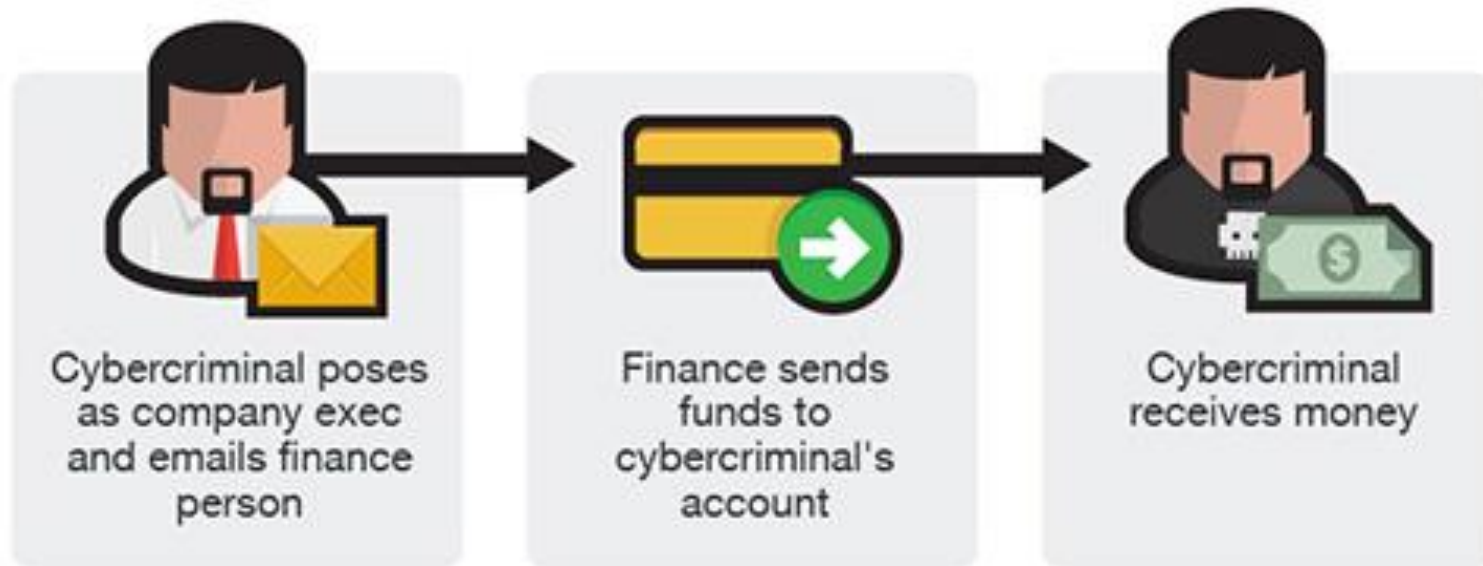 Cybercriminal poses
as company exec
and emails finance
person
Finance sends
funds to
cybercriminal's
account
$
Cybercriminal
receives money